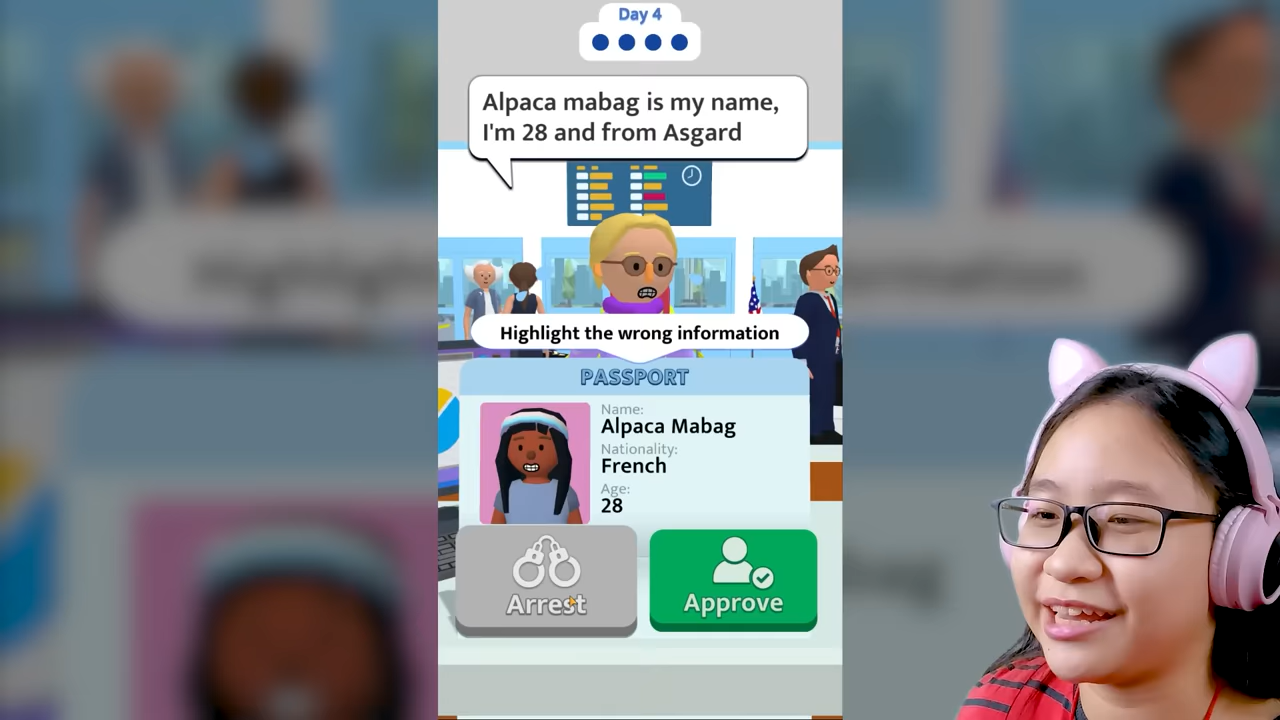 Day 4
Alpaca mabag is my name,
I'm 28 and from Asgard
Highlight the wrong information
PASSPORT
Name:
Alpaca Mabag
Nationality:
French
Age:
28
Arrest
Approve